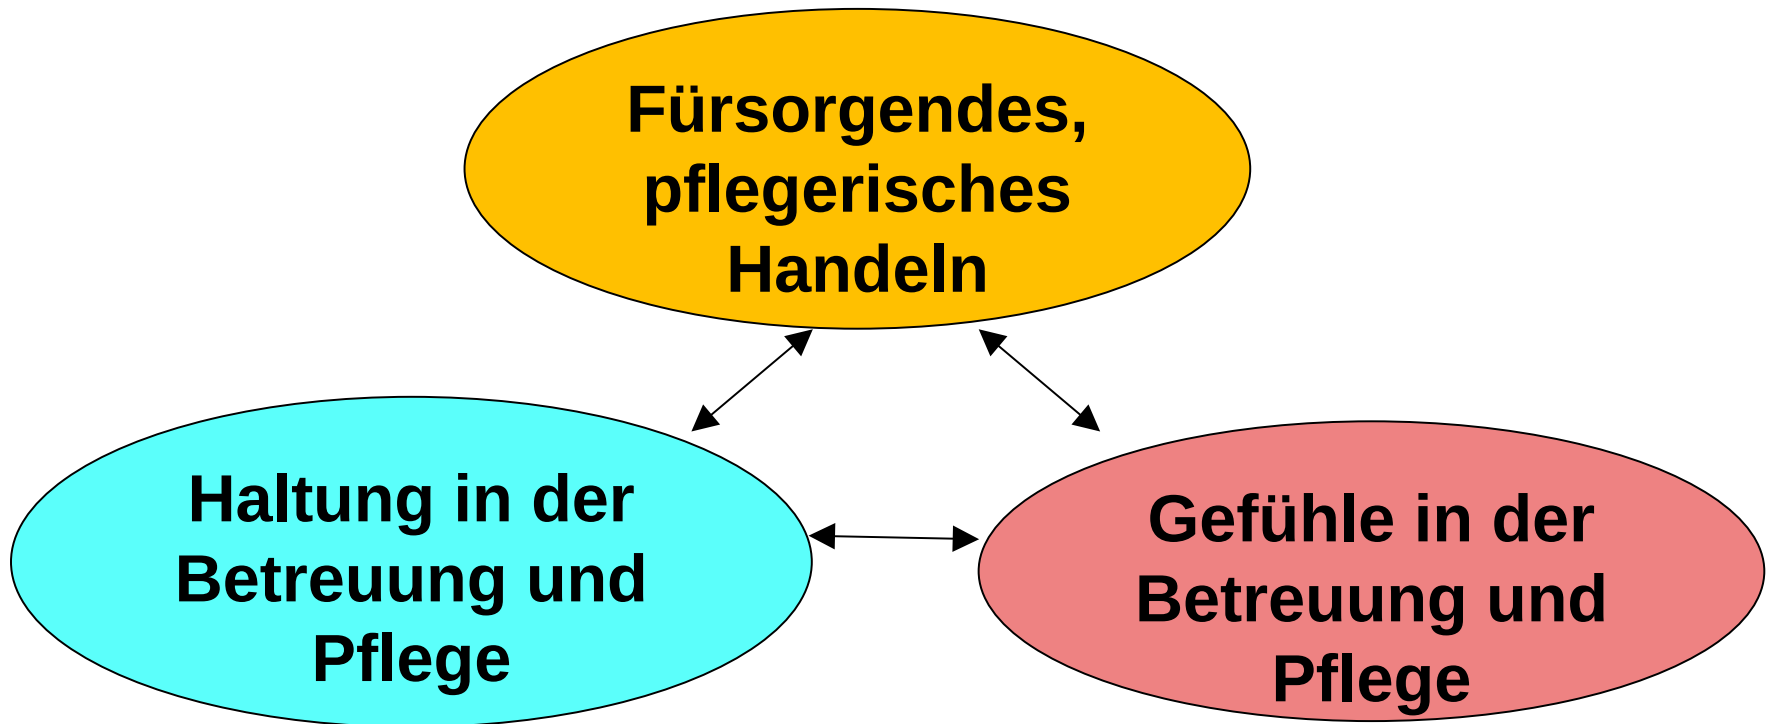 Fürsorgendes,
pflegerisches
Handeln
Haltung in der
Betreuung und
Pflege
Gefühle in der
Betreuung und
Pflege